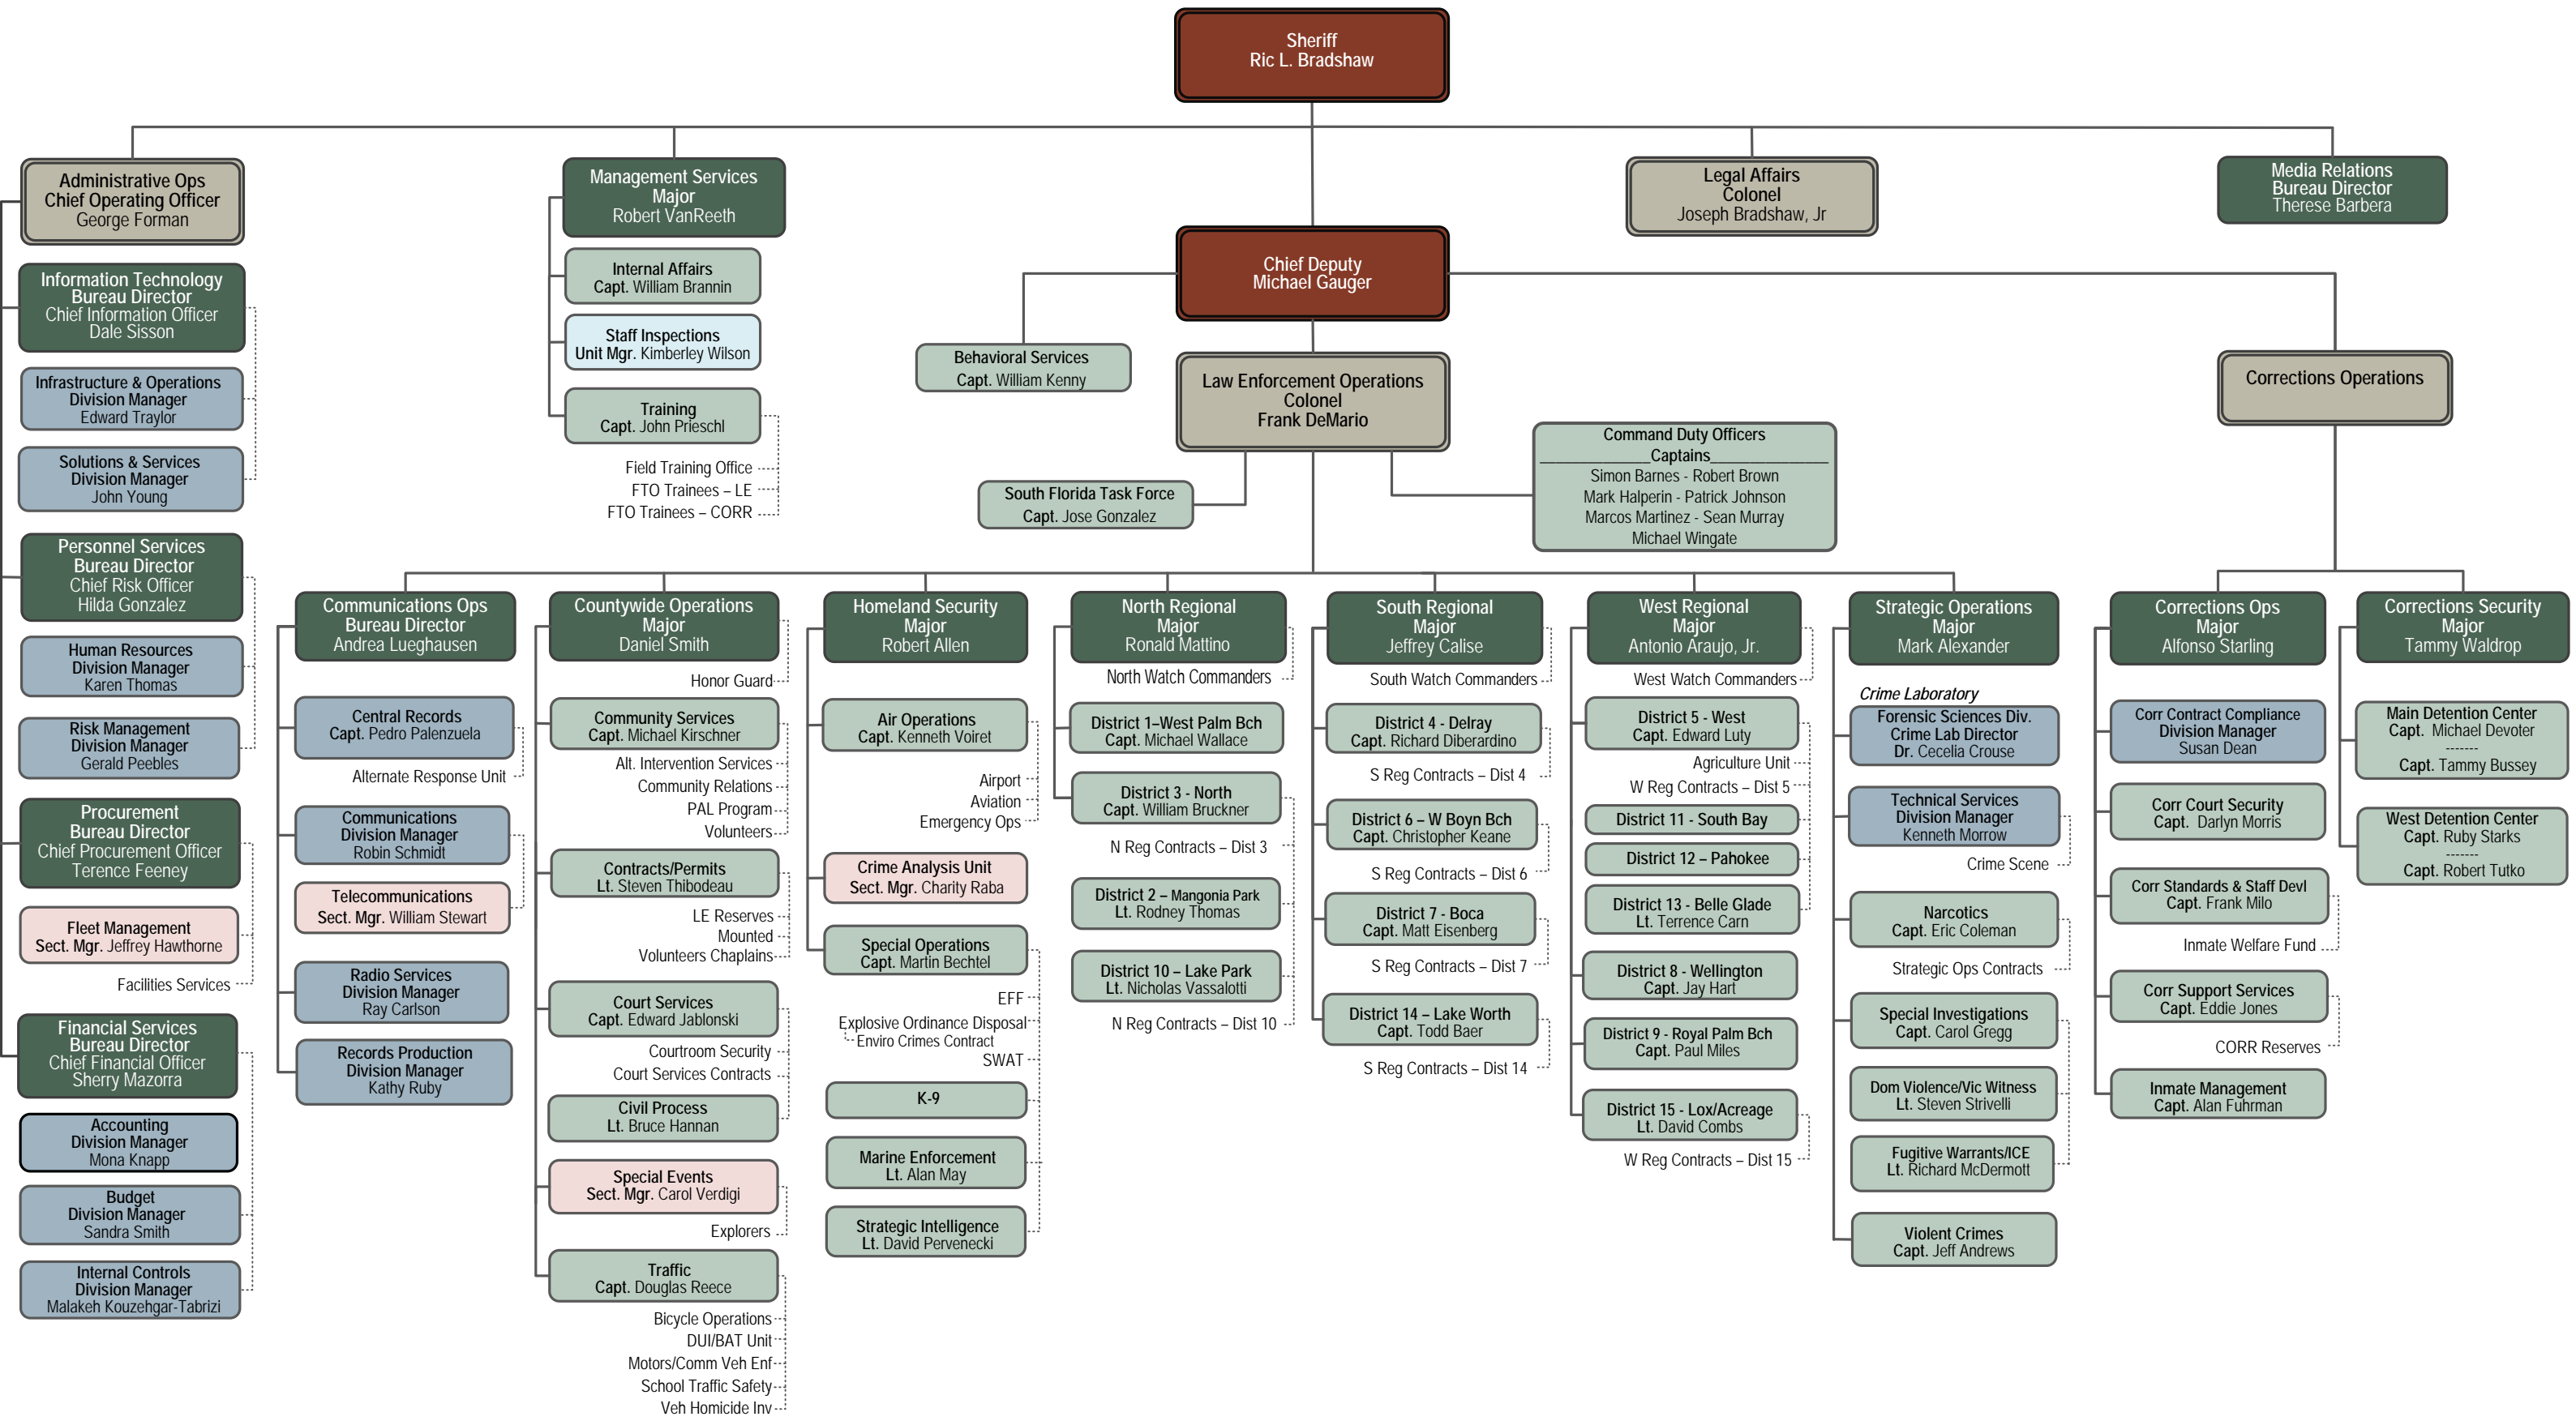 Sheriff
Ric L. Bradshaw
Administrative Ops
Chief Operating Officer
George Forman
Management Services
Major
Robert VanReeth
Legal Affairs
Colonel
Joseph Bradshaw, Jr
Media Relations
Bureau Director
Therese Barbera
Chief Deputy
Michael Gauger
Behavioral Services
Capt. William Kenny
Law Enforcement Operations
Colonel
Frank DeMario
Corrections Operations
South Florida Task Force
Capt. Jose Gonzalez
Command Duty Officers
______________Captains_______________
Simon Barnes - Robert Brown
Mark Halperin - Patrick Johnson
Marcos Martinez - Sean Murray
Michael Wingate
Information Technology
Bureau Director
Chief Information Officer
Dale Sisson
Infrastructure & Operations
Division Manager
Edward Traylor
Solutions & Services
Division Manager
John Young
Personnel Services
Bureau Director
Chief Risk Officer
Hilda Gonzalez
Human Resources
Division Manager
Karen Thomas
Risk Management
Division Manager
Gerald Peebles
Procurement
Bureau Director
Chief Procurement Officer
Terence Feeney
Fleet Management
Sect. Mgr. Jeffrey Hawthorne
Facilities Services
Financial Services
Bureau Director
Chief Financial Officer
Sherry Mazorra
Accounting
Division Manager
Mona Knapp
Budget
Division Manager
Sandra Smith
Internal Controls
Division Manager
Malakeh Kouzehgar-Tabrizi
Internal Affairs
Capt. William Brannin
Staff Inspections
Unit Mgr. Kimberley Wilson
Training
Capt. John Prieschl
Field Training Office
FTO Trainees – LE
FTO Trainees – CORR
Communications Ops
Bureau Director
Andrea Lueghausen
Central Records
Capt. Pedro Palenzuela
Alternate Response Unit
Communications
Division Manager
Robin Schmidt
Telecommunications
Sect. Mgr. William Stewart
Radio Services
Division Manager
Ray Carlson
Records Production
Division Manager
Kathy Ruby
Countywide Operations
Major
Daniel Smith
Honor Guard
Community Services
Capt. Michael Kirschner
Alt. Intervention Services
Community Relations
PAL Program
Volunteers
Contracts/Permits
Lt. Steven Thibodeau
LE Reserves
Mounted
Volunteers Chaplains
Court Services
Capt. Edward Jablonski
Courtroom Security
Court Services Contracts
Civil Process
Lt. Bruce Hannan
Special Events
Sect. Mgr. Carol Verdigi
Explorers
Traffic
Capt. Douglas Reece
Bicycle Operations
DUI/BAT Unit
Motors/Comm Veh Enf
School Traffic Safety
Veh Homicide Inv
Homeland Security
Major
Robert Allen
Air Operations
Capt. Kenneth Voiret
Airport
Aviation
Emergency Ops
Crime Analysis Unit
Sect. Mgr. Charity Raba
Special Operations
Capt. Martin Bechtel
EFF
Explosive Ordinance Disposal
Enviro Crimes Contract
SWAT
K-9
Marine Enforcement
Lt. Alan May
Strategic Intelligence
Lt. David Pervenecki
North Regional
Major
Ronald Mattino
North Watch Commanders
District 1–West Palm Bch
Capt. Michael Wallace
District 3 - North
Capt. William Bruckner
N Reg Contracts – Dist 3
District 2 – Mangonia Park
Lt. Rodney Thomas
District 10 – Lake Park
Lt. Nicholas Vassalotti
N Reg Contracts – Dist 10
South Regional
Major
Jeffrey Calise
South Watch Commanders
District 4 - Delray
Capt. Richard Diberardino
S Reg Contracts – Dist 4
District 6 – W Boyn Bch
Capt. Christopher Keane
S Reg Contracts – Dist 6
District 7 - Boca
Capt. Matt Eisenberg
S Reg Contracts – Dist 7
District 14 – Lake Worth
Capt. Todd Baer
S Reg Contracts – Dist 14
West Regional
Major
Antonio Araujo, Jr.
West Watch Commanders
District 5 - West
Capt. Edward Luty
Agriculture Unit
W Reg Contracts – Dist 5
District 11 - South Bay
District 12 – Pahokee
District 13 - Belle Glade
Lt. Terrence Carn
District 8 - Wellington
Capt. Jay Hart
District 9 - Royal Palm Bch
Capt. Paul Miles
District 15 - Lox/Acreage
Lt. David Combs
W Reg Contracts – Dist 15
Strategic Operations
Major
Mark Alexander
Crime Laboratory
Forensic Sciences Div.
Crime Lab Director
Dr. Cecelia Crouse
Technical Services
Division Manager
Kenneth Morrow
Crime Scene
Narcotics
Capt. Eric Coleman
Strategic Ops Contracts
Special Investigations
Capt. Carol Gregg
Dom Violence/Vic Witness
Lt. Steven Strivelli
Fugitive Warrants/ICE
Lt. Richard McDermott
Violent Crimes
Capt. Jeff Andrews
Corrections Ops
Major
Alfonso Starling
Corr Contract Compliance
Division Manager
Susan Dean
Corr Court Security
Capt. Darlyn Morris
Corr Standards & Staff Devl
Capt. Frank Milo
Inmate Welfare Fund
Corr Support Services
Capt. Eddie Jones
CORR Reserves
Inmate Management
Capt. Alan Fuhrman
Corrections Security
Major
Tammy Waldrop
Main Detention Center
Capt. Michael Devoter
-------
Capt. Tammy Bussey
West Detention Center
Capt. Ruby Starks
-------
Capt. Robert Tutko